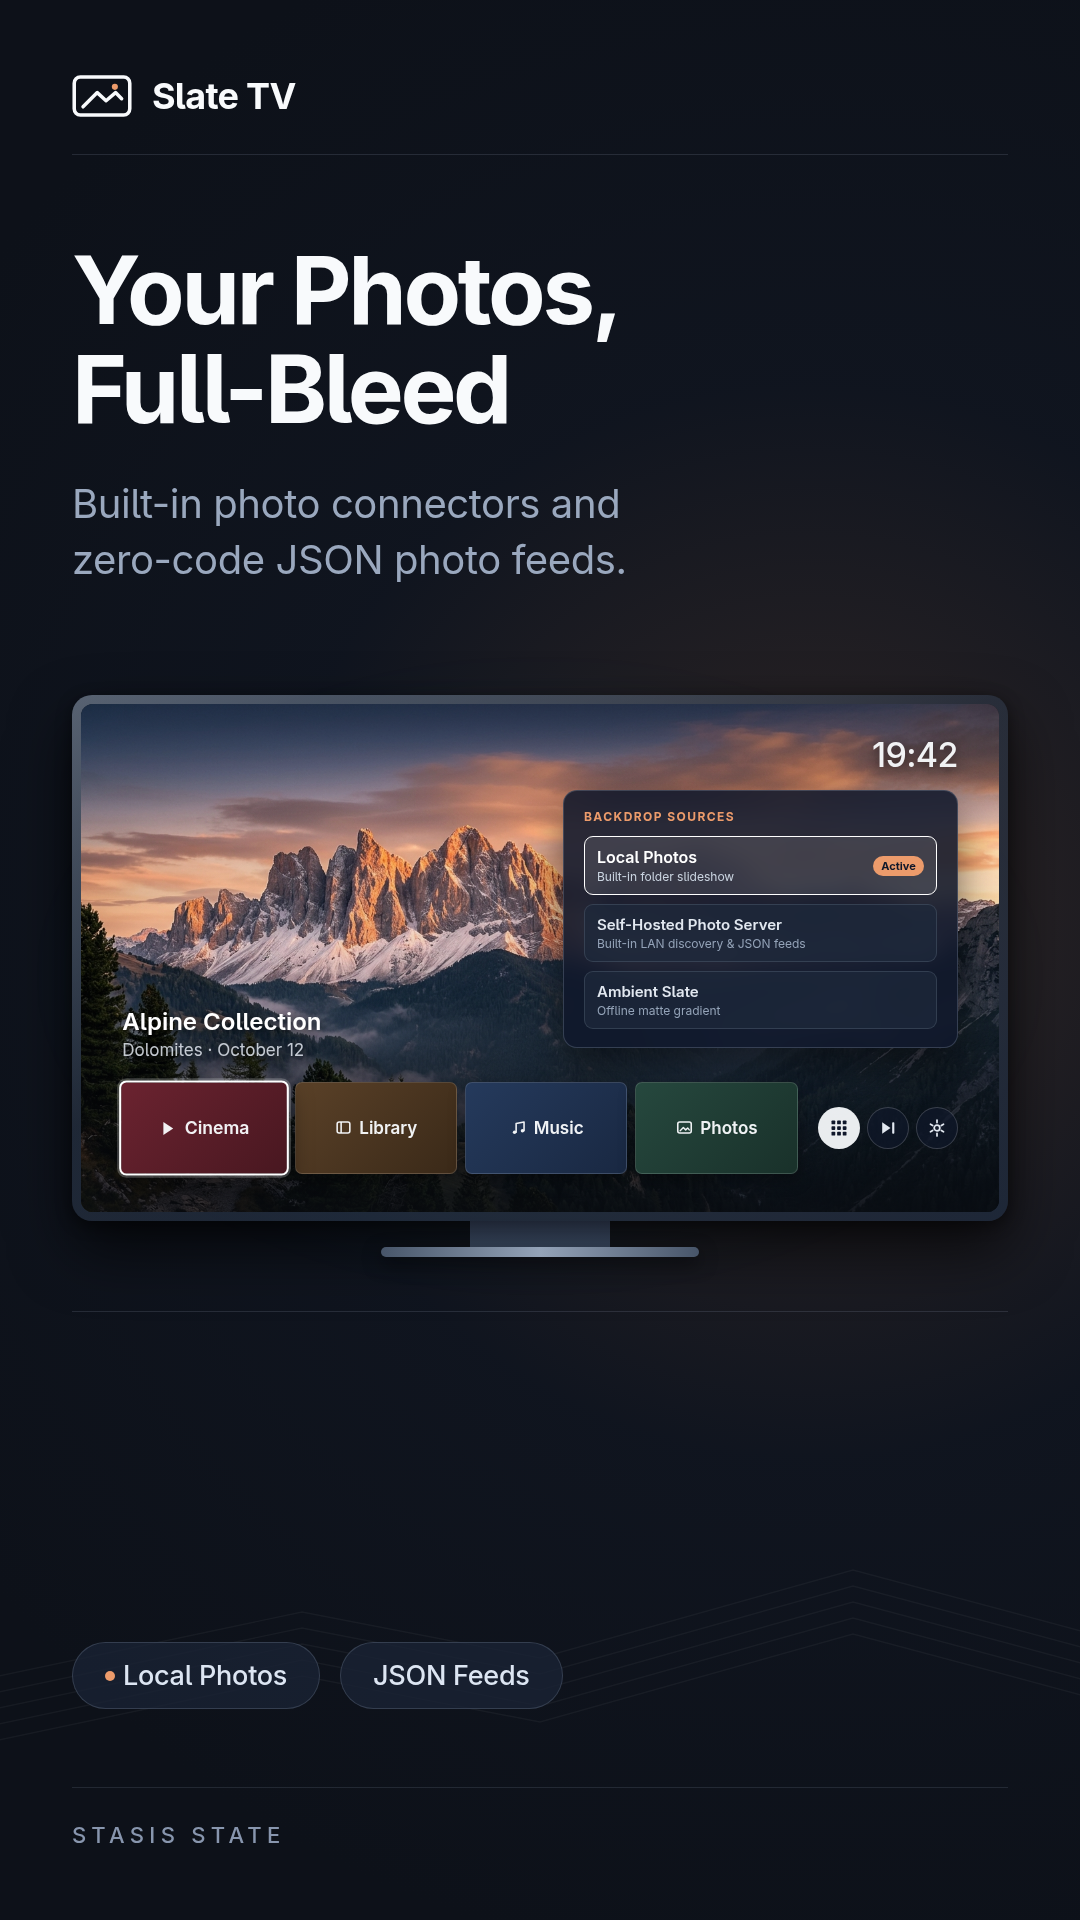 Slate TV
Your Photos,
Full-Bleed
Built-in photo connectors and
zero-code JSON photo feeds.
19:42
BACKDROP SOURCES
Local Photos
Built-in folder slideshow
Active
Self-Hosted Photo Server
Built-in LAN discovery & JSON feeds
Ambient Slate
Offline matte gradient
Alpine Collection
Dolomites · October 12
Cinema
Library
Music
Photos
Local Photos
JSON Feeds
STASIS STATE